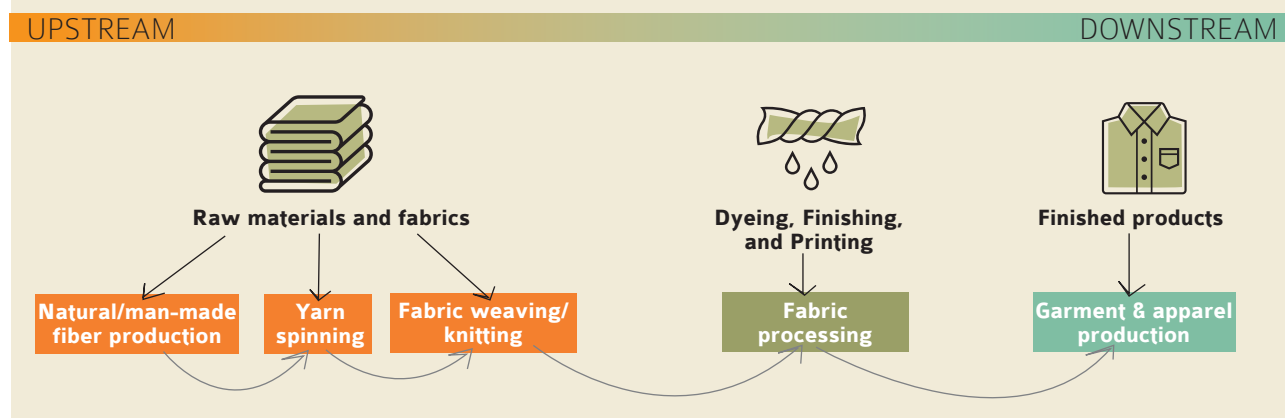 UPSTREAM
DOWNSTREAM
Raw materials and fabrics
Dyeing, Finishing,
and Printing
Finished products
Natural/man-made
fiber production
Yarn
spinning
Fabric weaving/
knitting
Fabric
processing
Garment & apparel
production